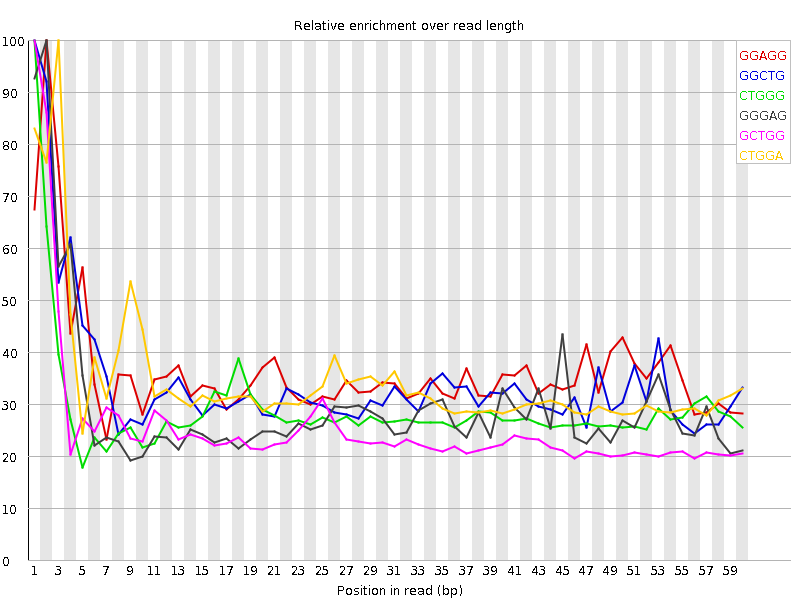 Relative enrichment over read length
100
90
80
70
60
50
40
30
20
10
0
GGAGG
GGCTG
CTGGG
GGGAG
GCTGG
CTGGA
1 3 5 7 9 11 13 15 17 19 21 23 25 27 29 31 33 35 37 39 41 43 45 47 49 51 53 55 57 59
Position in read (bp)